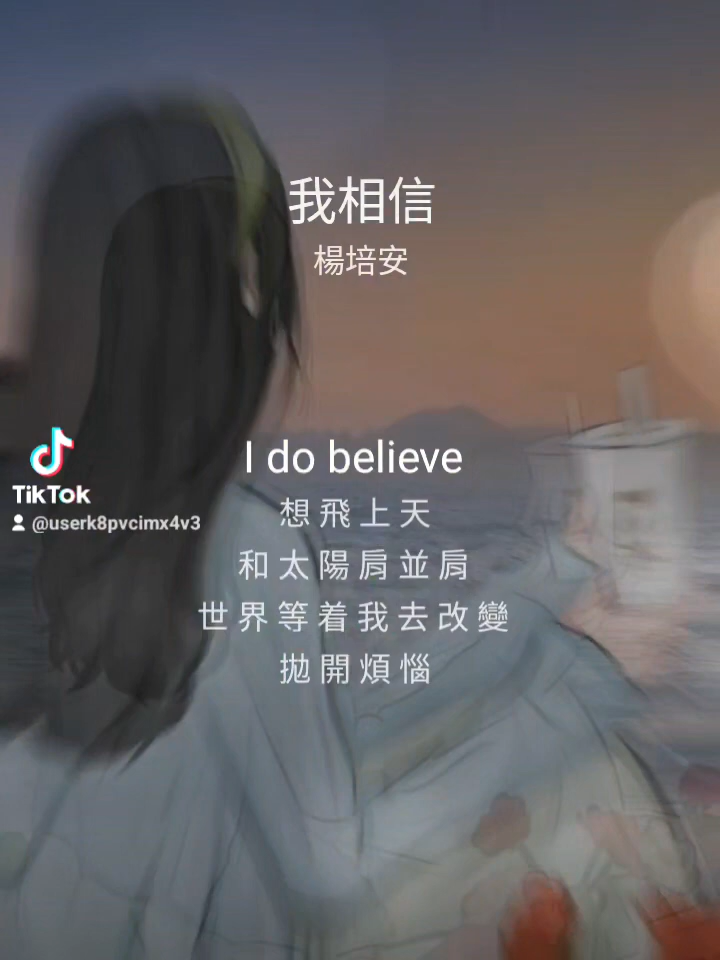 我相信
楊培安
I do believe
想飛上天
和太陽肩並肩
世界等着我去改變
拋開煩惱
TikTok
@userk8pvcimx4v3